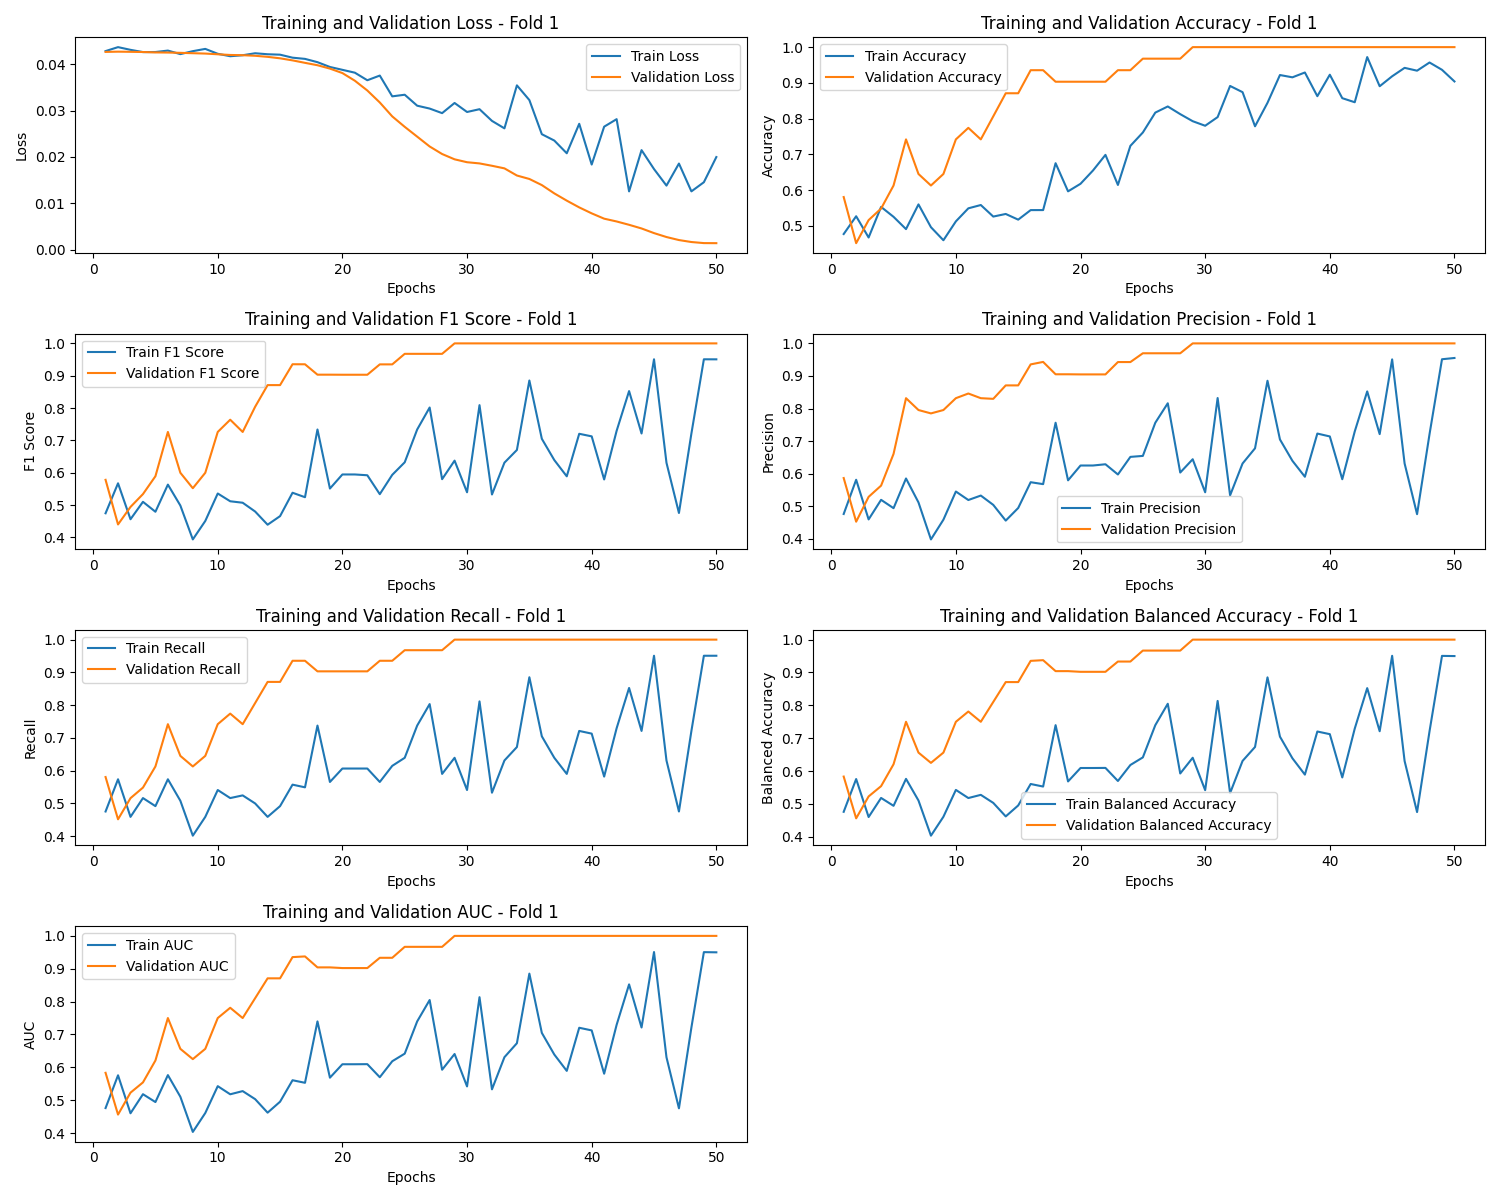 Training and Validation Loss - Fold 1
Loss
0.04
0.03
0.02
0.01
0.00
Train Loss
Validation Loss
0 10 20 30 40 50
Epochs
Training and Validation Accuracy - Fold 1
Accuracy
1.0
0.9
0.8
0.7
0.6
0.5
Train Accuracy
Validation Accuracy
0 10 20 30 40 50
Epochs
Training and Validation F1 Score - Fold 1
F1 Score
1.0
0.9
0.8
0.7
0.6
0.5
0.4
Train F1 Score
Validation F1 Score
0 10 20 30 40 50
Epochs
Training and Validation Precision - Fold 1
Precision
1.0
0.9
0.8
0.7
0.6
0.5
0.4
Train Precision
Validation Precision
0 10 20 30 40 50
Epochs
Training and Validation Recall - Fold 1
Recall
1.0
0.9
0.8
0.7
0.6
0.5
0.4
Train Recall
Validation Recall
0 10 20 30 40 50
Epochs
Training and Validation Balanced Accuracy - Fold 1
Balanced Accuracy
1.0
0.9
0.8
0.7
0.6
0.5
0.4
Train Balanced Accuracy
Validation Balanced Accuracy
0 10 20 30 40 50
Epochs
Training and Validation AUC - Fold 1
AUC
1.0
0.9
0.8
0.7
0.6
0.5
0.4
Train AUC
Validation AUC
0 10 20 30 40 50
Epochs